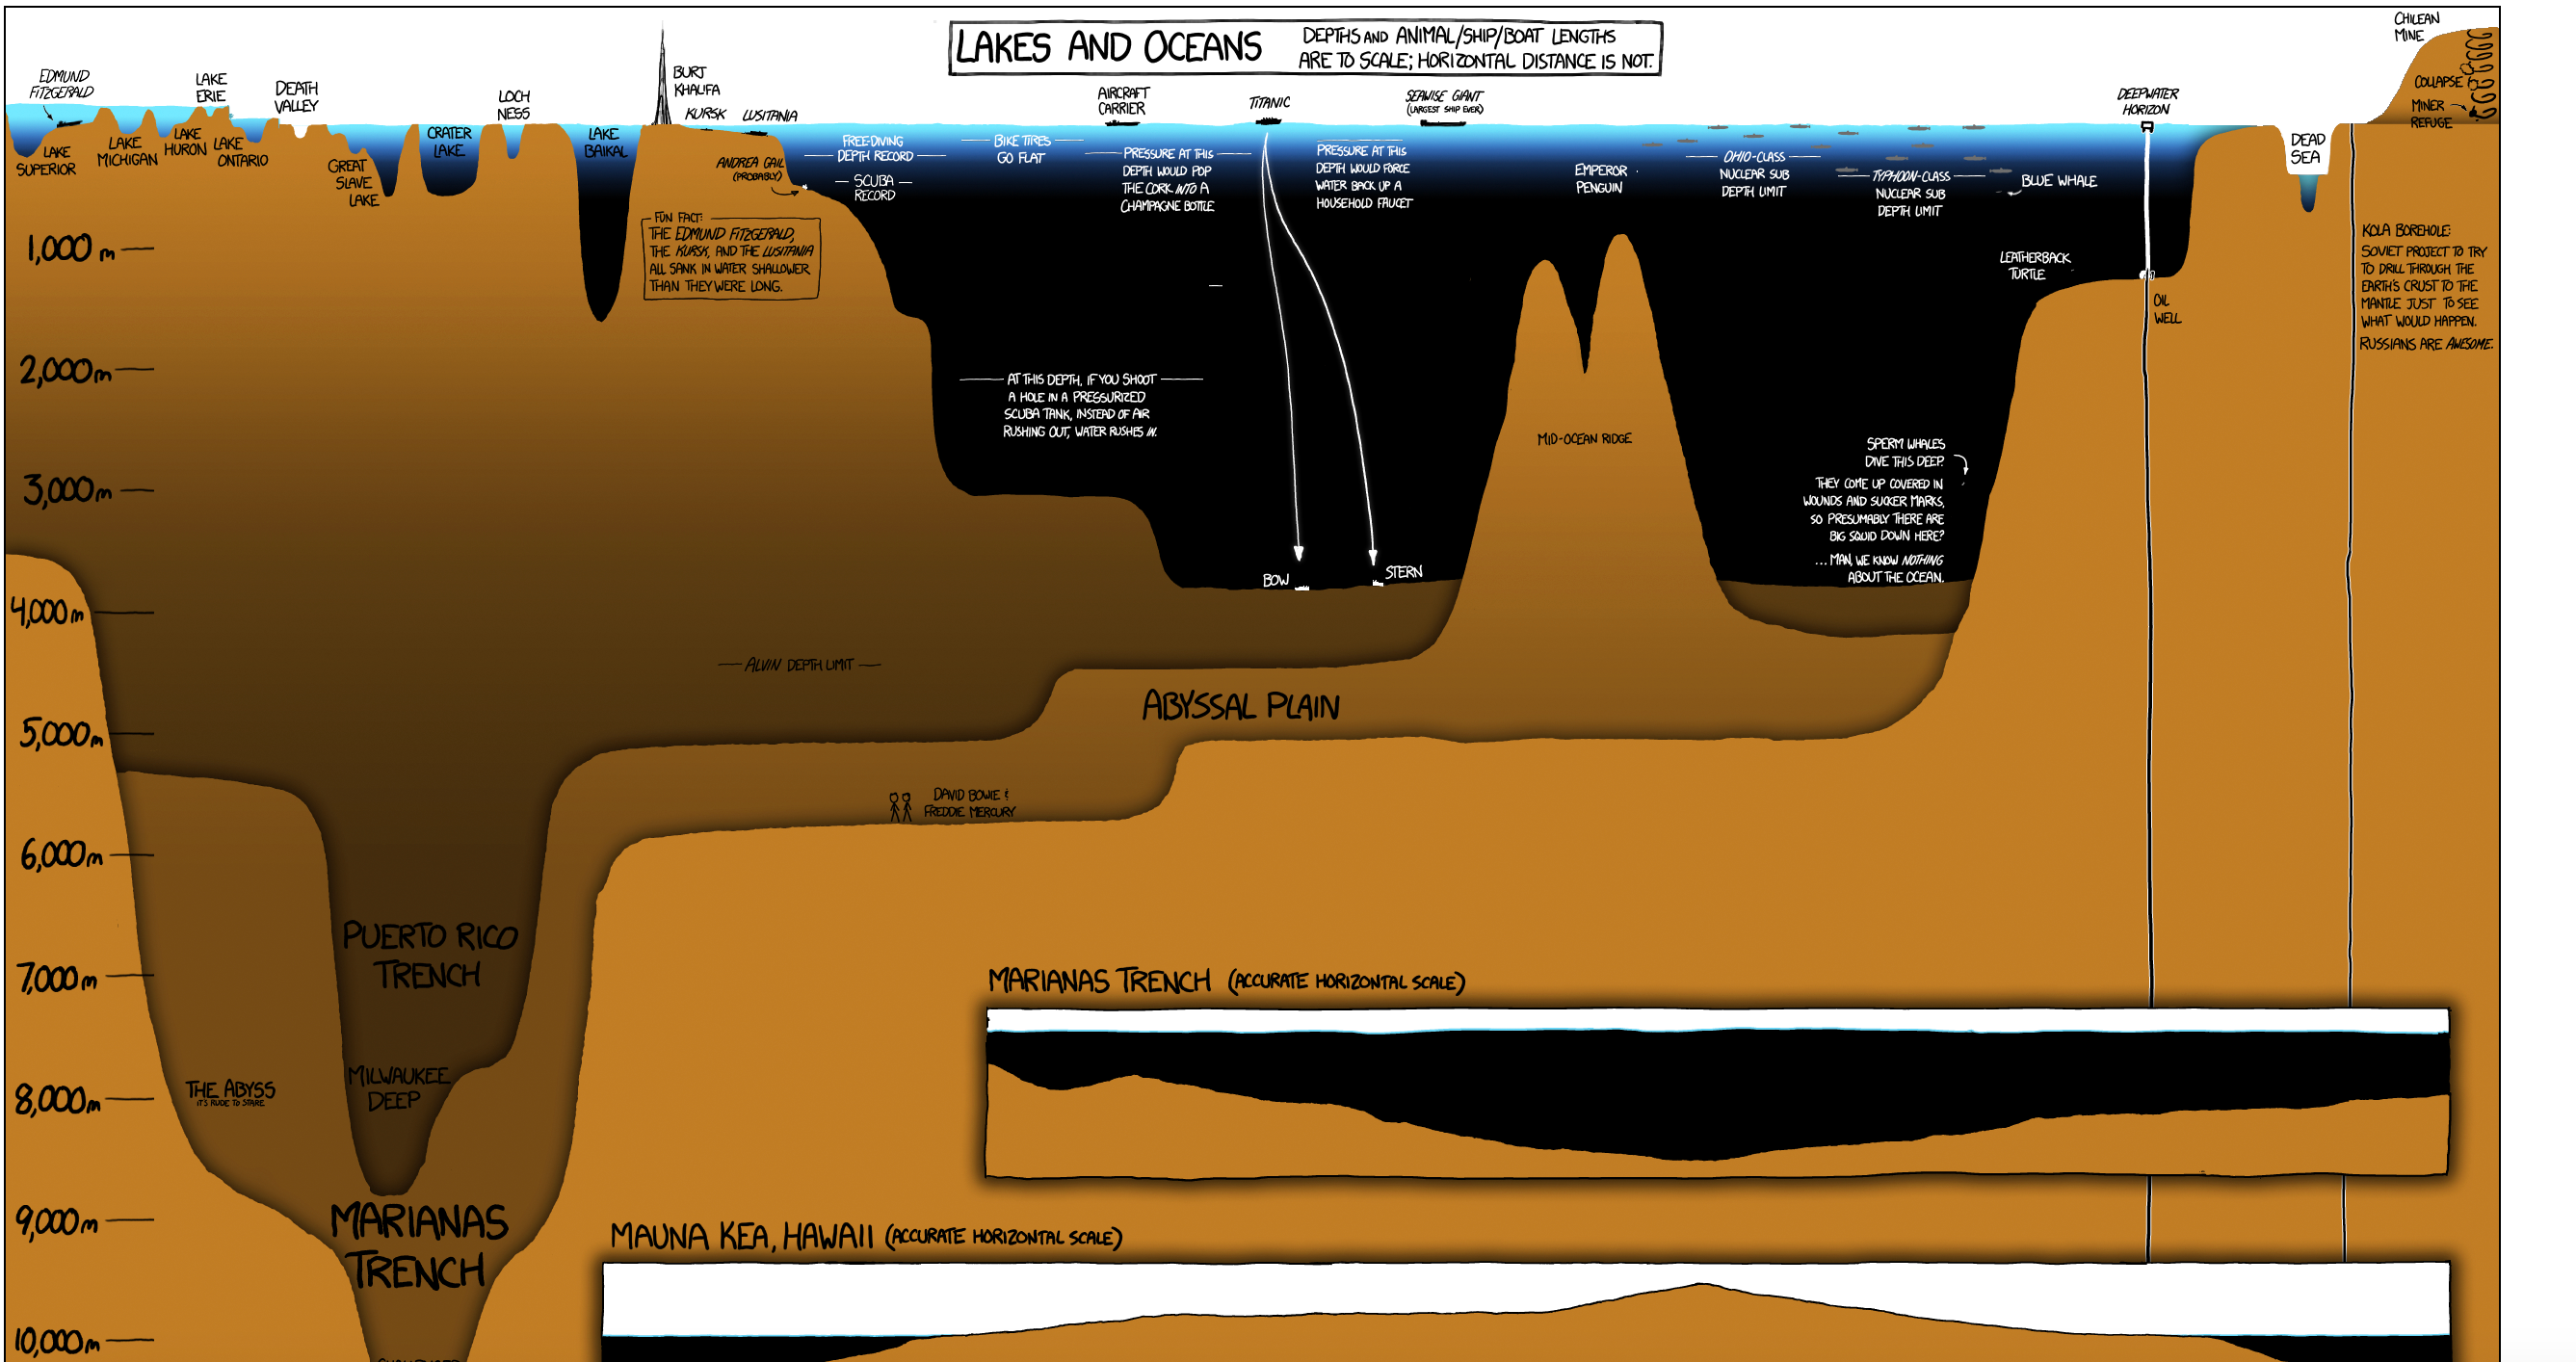 LAKES AND OCEANS
DEPTHS AND ANIMAL/SHIP/BOAT LENGTHS
ARE TO SCALE; HORIZONTAL DISTANCE IS NOT.
EDMUND
FITZGERALD
LAKE
SUPERIOR
LAKE
MICHIGAN
LAKE
HURON
LAKE
ERIE
LAKE
ONTARIO
DEATH
VALLEY
GREAT
SLAVE
LAKE
CRATER
LAKE
LOCH
NESS
LAKE
BAIKAL
BURJ
KHALIFA
KURSK
LUSITANIA
ANDREA GAIL
(PROBABLY)
FUN FACT:
THE EDMUND FITZGERALD,
THE KURSK, AND THE LUSITANIA
ALL SANK IN WATER SHALLOWER
THAN THEY WERE LONG.
FREE-DIVING
DEPTH RECORD
SCUBA
RECORD
BIKE TIRES
GO FLAT
AIRCRAFT
CARRIER
PRESSURE AT THIS
DEPTH WOULD POP
THE CORK INTO A
CHAMPAGNE BOTTLE
TITANIC
SEAWISE GIANT
(LARGEST SHIP EVER)
PRESSURE AT THIS
DEPTH WOULD FORCE
WATER BACK UP A
HOUSEHOLD FAUCET
EMPEROR
PENGUIN
OHIO-CLASS
NUCLEAR SUB
DEPTH LIMIT
TYPHOON-CLASS
NUCLEAR SUB
DEPTH LIMIT
BLUE WHALE
LEATHERBACK
TURTLE
DEEPWATER
HORIZON
OIL
WELL
DEAD
SEA
CHILEAN
MINE
COLLAPSE
MINER
REFUGE
KOLA BOREHOLE:
SOVIET PROJECT TO TRY
TO DRILL THROUGH THE
EARTH'S CRUST TO THE
MANTLE JUST TO SEE
WHAT WOULD HAPPEN.
RUSSIANS ARE AWESOME.
AT THIS DEPTH, IF YOU SHOOT
A HOLE IN A PRESSURIZED
SCUBA TANK, INSTEAD OF AIR
RUSHING OUT, WATER RUSHES IN.
BOW
STERN
MID-OCEAN RIDGE
SPERM WHALES
DIVE THIS DEEP.
THEY COME UP COVERED IN
WOUNDS AND SUCKER MARKS,
SO PRESUMABLY THERE ARE
BIG SQUID DOWN HERE?
...MAN, WE KNOW NOTHING
ABOUT THE OCEAN.
1,000 m
2,000m
3,000m
4,000m
5,000m
6,000m
7,000m
8,000m
9,000m
10,000m
ALVIN DEPTH LIMIT
ABYSSAL PLAIN
DAVID BOWIE &
FREDDIE MERCURY
PUERTO RICO
TRENCH
THE ABYSS
IT'S RUDE TO STARE
MILWAUKEE
DEEP
MARIANAS
TRENCH
MARIANAS TRENCH (ACCURATE HORIZONTAL SCALE)
MAUNA KEA, HAWAII (ACCURATE HORIZONTAL SCALE)